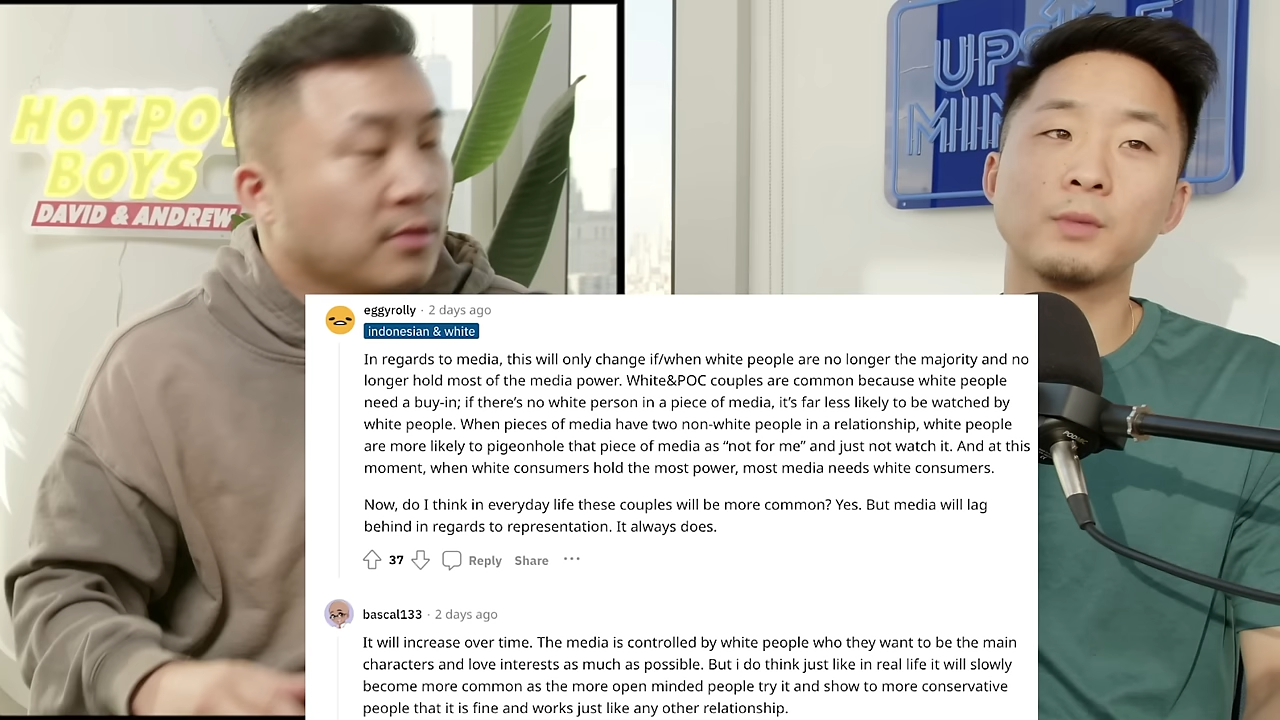 HOTPOT
BOYS
DAVID & ANDREW
UPS
MIN
eggyrolly · 2 days ago
indonesian & white
In regards to media, this will only change if/when white people are no longer the majority and no
longer hold most of the media power. White&POC couples are common because white people
need a buy-in; if there's no white person in a piece of media, it's far less likely to be watched by
white people. When pieces of media have two non-white people in a relationship, white people
are more likely to pigeonhole that piece of media as “not for me” and just not watch it. And at this
moment, when white consumers hold the most power, most media needs white consumers.
Now, do I think in everyday life these couples will be more common? Yes. But media will lag
behind in regards to representation. It always does.
37 Reply Share ···
bascal133 · 2 days ago
It will increase over time. The media is controlled by white people who they want to be the main
characters and love interests as much as possible. But i do think just like in real life it will slowly
become more common as the more open minded people try it and show to more conservative
people that it is fine and works just like any other relationship.
PODMIC